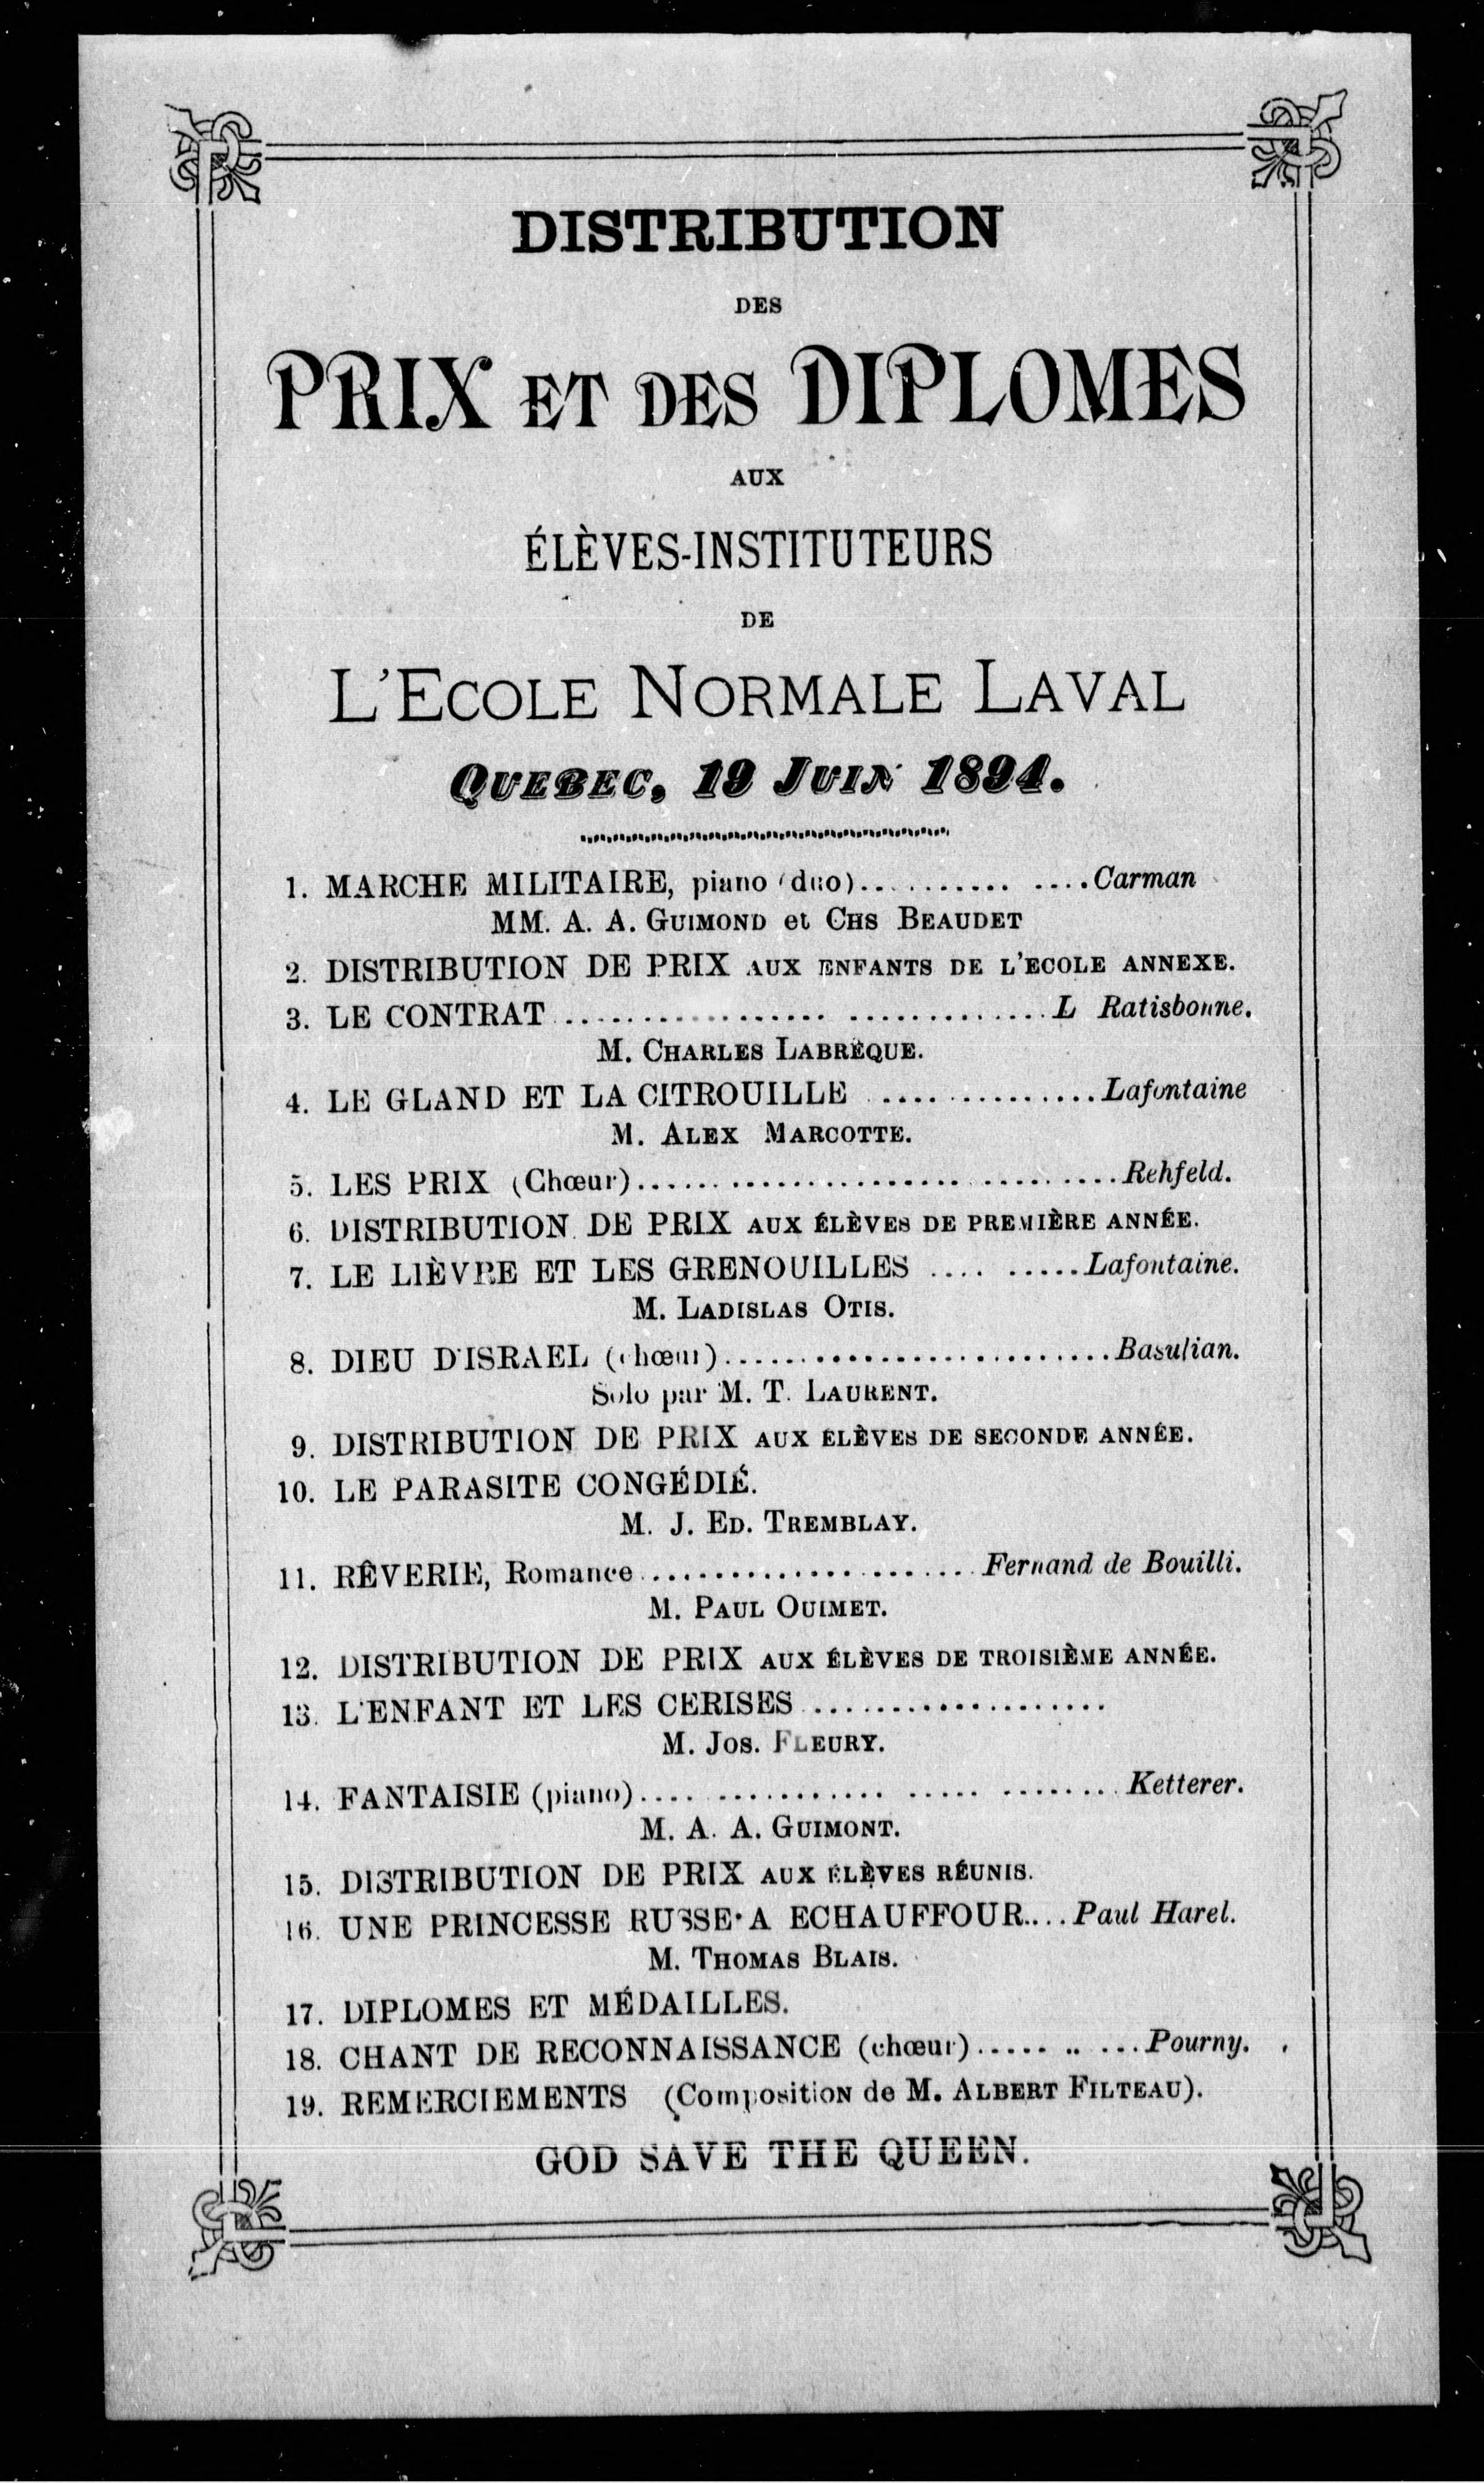 DISTRIBUTION
DES
PRIX ET DES DIPLOMES
AUX
ÉLÈVES-INSTITUTEURS
DE
L'ECOLE NORMALE LAVAL
QUEBEC, 19 JUIN 1894.
1. MARCHE MILITAIRE, piano (duo)................Carman
MM. A. A. GUIMOND et CHS BEAUDET
2. DISTRIBUTION DE PRIX AUX ENFANTS DE L'ECOLE ANNEXE.
3. LE CONTRAT................................L Ratisbonne.
M. CHARLES LABRÈQUE.
4. LE GLAND ET LA CITROUILLE................Lafontaine
M. ALEX MARCOTTE.
5. LES PRIX (Chœur)................................Rehfeld.
6. DISTRIBUTION DE PRIX AUX ÉLÈVES DE PREMIÈRE ANNÉE.
7. LE LIÈVRE ET LES GRENOUILLES .... .....Lafontaine.
M. LADISLAS OTIS.
8. DIEU D'ISRAEL (chœur)..........................Basulian.
Solo par M. T. LAURENT.
9. DISTRIBUTION DE PRIX AUX ÉLÈVES DE SECONDE ANNÉE.
10. LE PARASITE CONGÉDIÉ.
M. J. ED. TREMBLAY.
11. RÊVERIE, Romance.....................Fernand de Bouilli.
M. PAUL OUIMET.
12. DISTRIBUTION DE PRIX AUX ÉLÈVES DE TROISIÈME ANNÉE.
13. L'ENFANT ET LES CERISES ...................
M. JOS. FLEURY.
14. FANTAISIE (piano).... ............ ..... ........Ketterer.
M. A. A. GUIMONT.
15. DISTRIBUTION DE PRIX AUX ÉLÈVES RÉUNIS.
16. UNE PRINCESSE RUSSE A ECHAUFFOUR....Paul Harel.
M. THOMAS BLAIS.
17. DIPLOMES ET MÉDAILLES.
18. CHANT DE RECONNAISSANCE (chœur)..... .. ...Pourny.
19. REMERCIEMENTS (Composition de M. ALBERT FILTEAU).
GOD SAVE THE QUEEN.